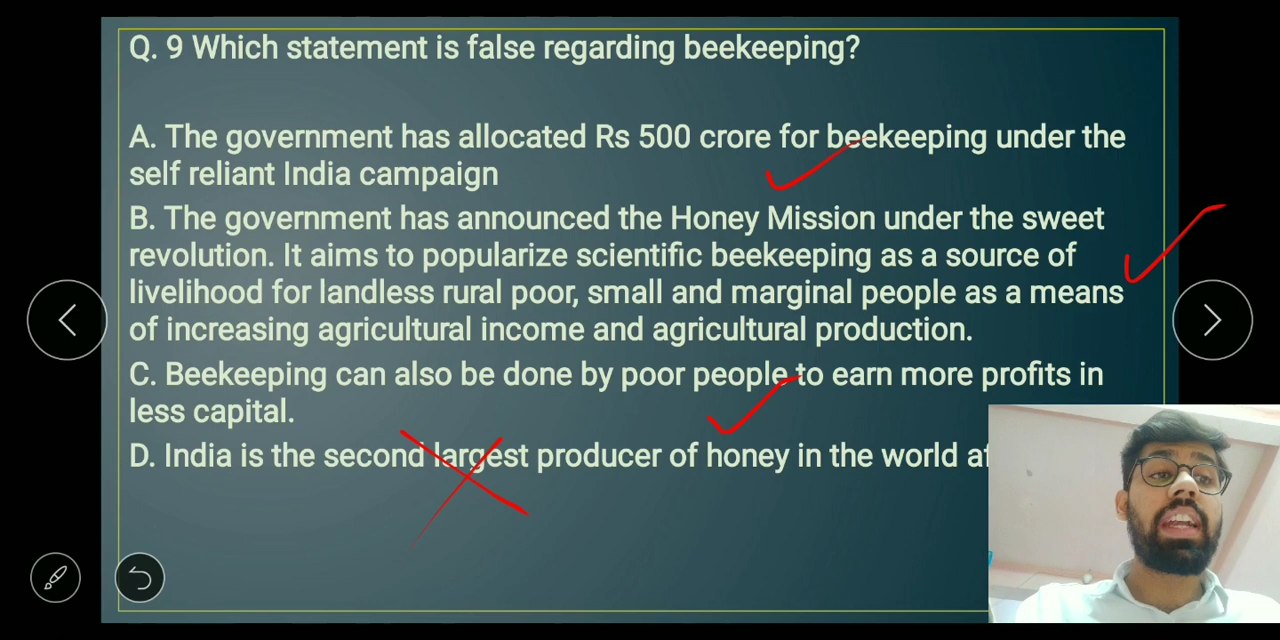 Q. 9 Which statement is false regarding beekeeping?
A. The government has allocated Rs 500 crore for beekeeping under the
self reliant India campaign
B. The government has announced the Honey Mission under the sweet
revolution. It aims to popularize scientific beekeeping as a source of
livelihood for landless rural poor, small and marginal people as a means
of increasing agricultural income and agricultural production.
C. Beekeeping can also be done by poor people to earn more profits in
less capital.
D. India is the second largest producer of honey in the world